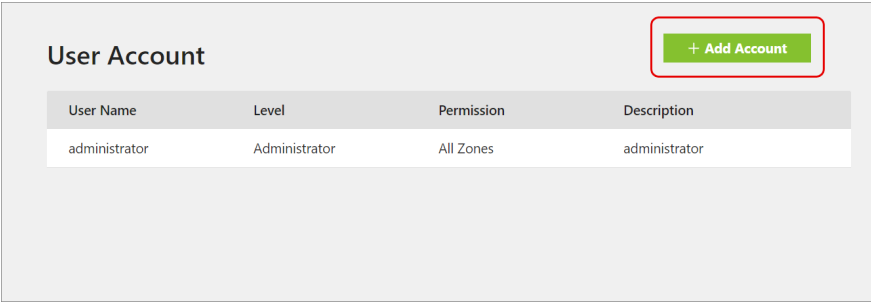 User Account
+ Add Account
User Name Level Permission Description
administrator Administrator All Zones administrator